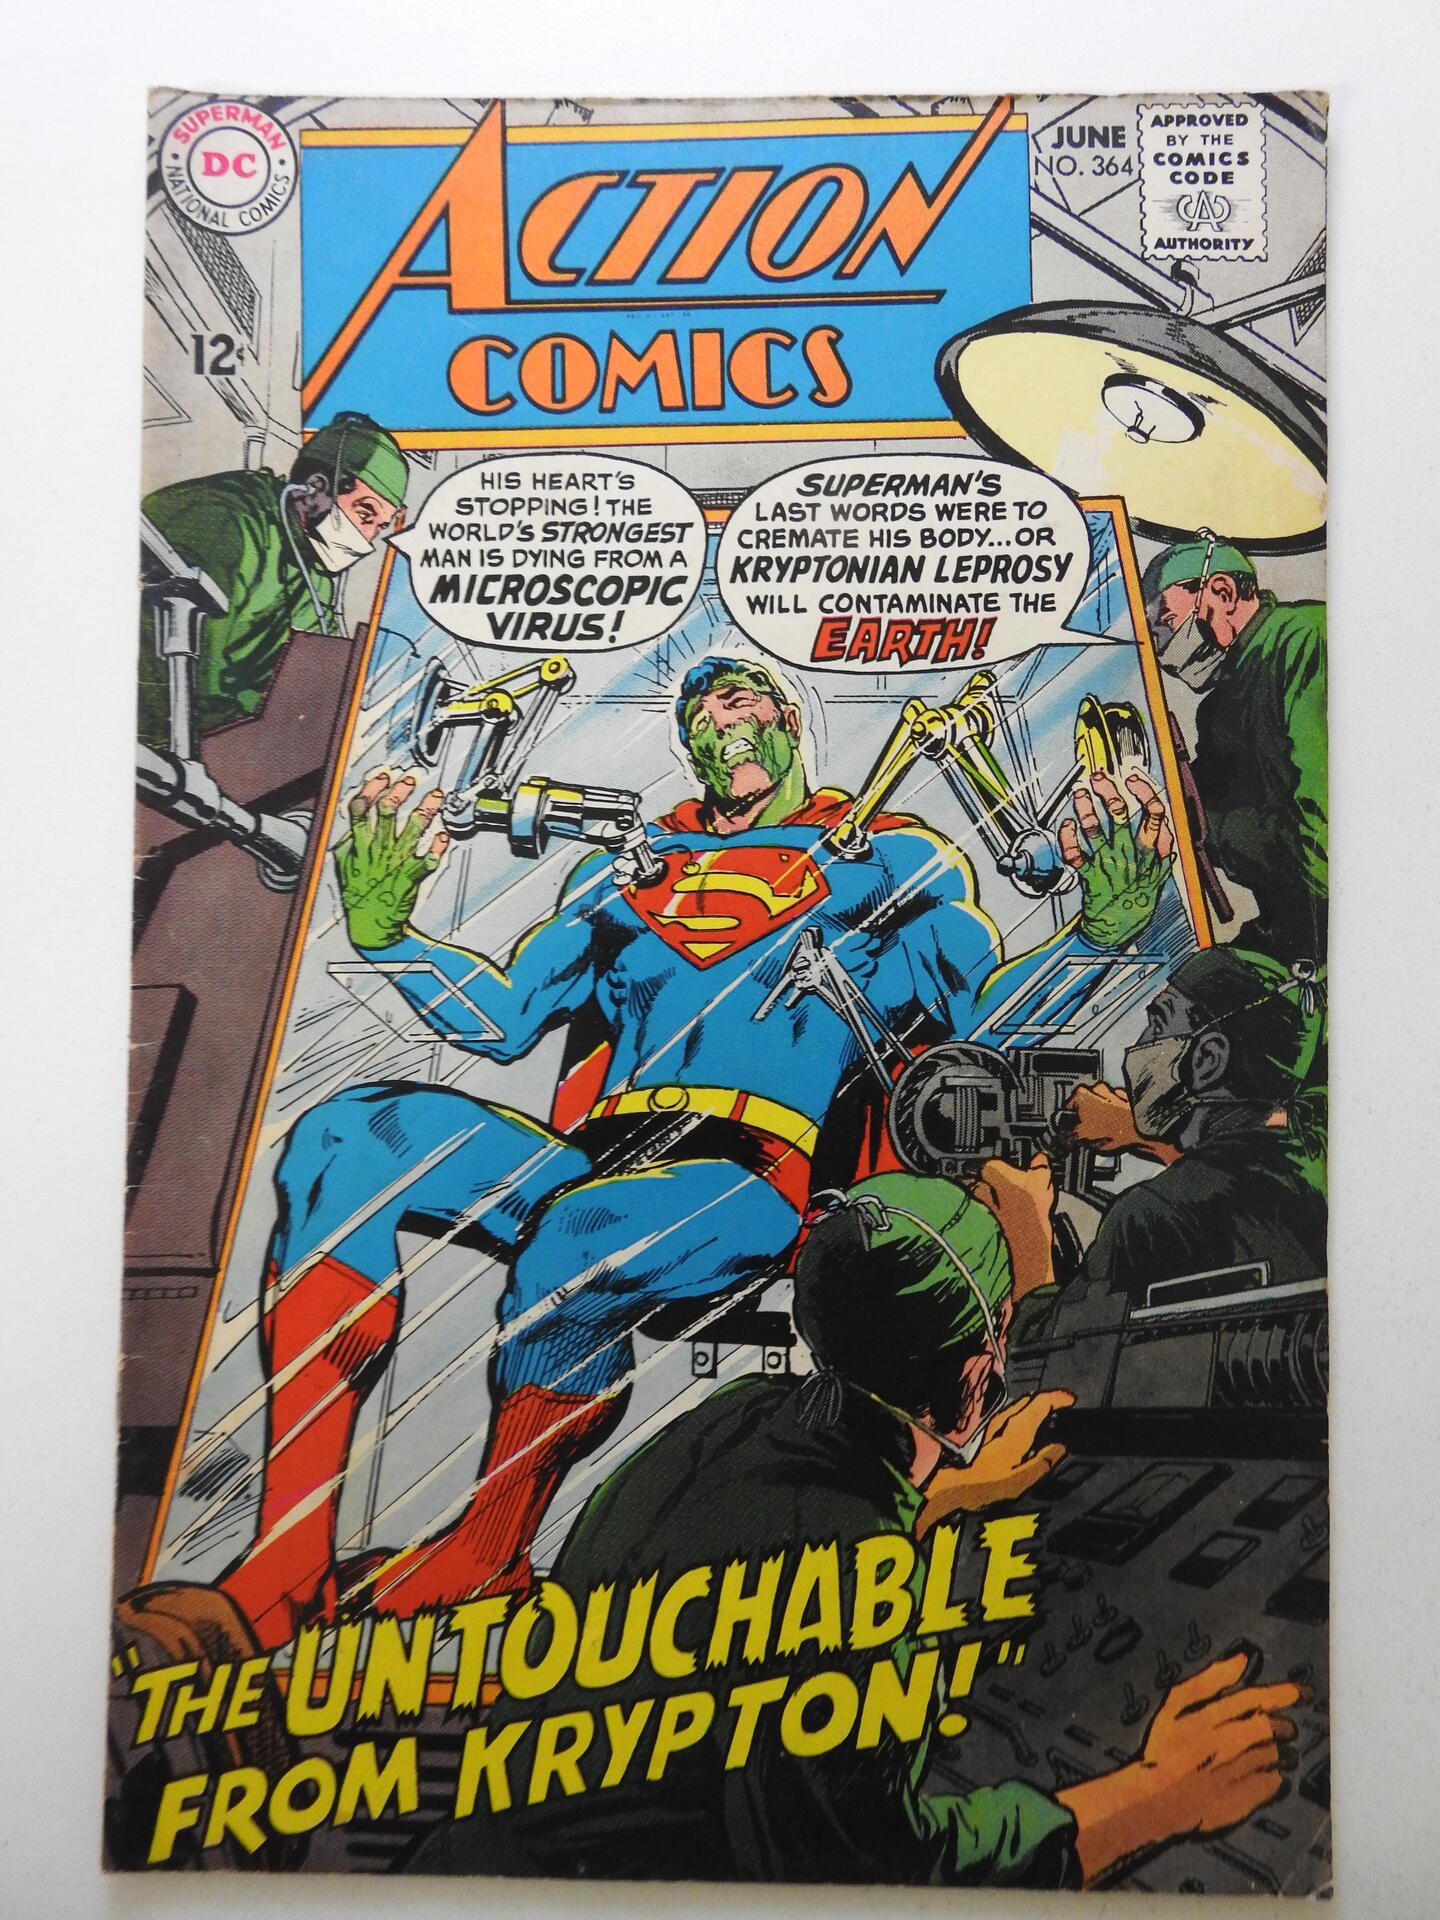 SUPERMAN
DC
NATIONAL COMICS
ACTION
COMICS
JUNE
NO. 364
APPROVED
BY THE
COMICS
CODE
AUTHORITY
12¢
HIS HEART'S
STOPPING! THE
WORLD'S STRONGEST
MAN IS DYING FROM A
MICROSCOPIC
VIRUS!
SUPERMAN'S
LAST WORDS WERE TO
CREMATE HIS BODY...OR
KRYPTONIAN LEPROSY
WILL CONTAMINATE THE
EARTH!
"THE UNTOUCHABLE
FROM KRYPTON!"